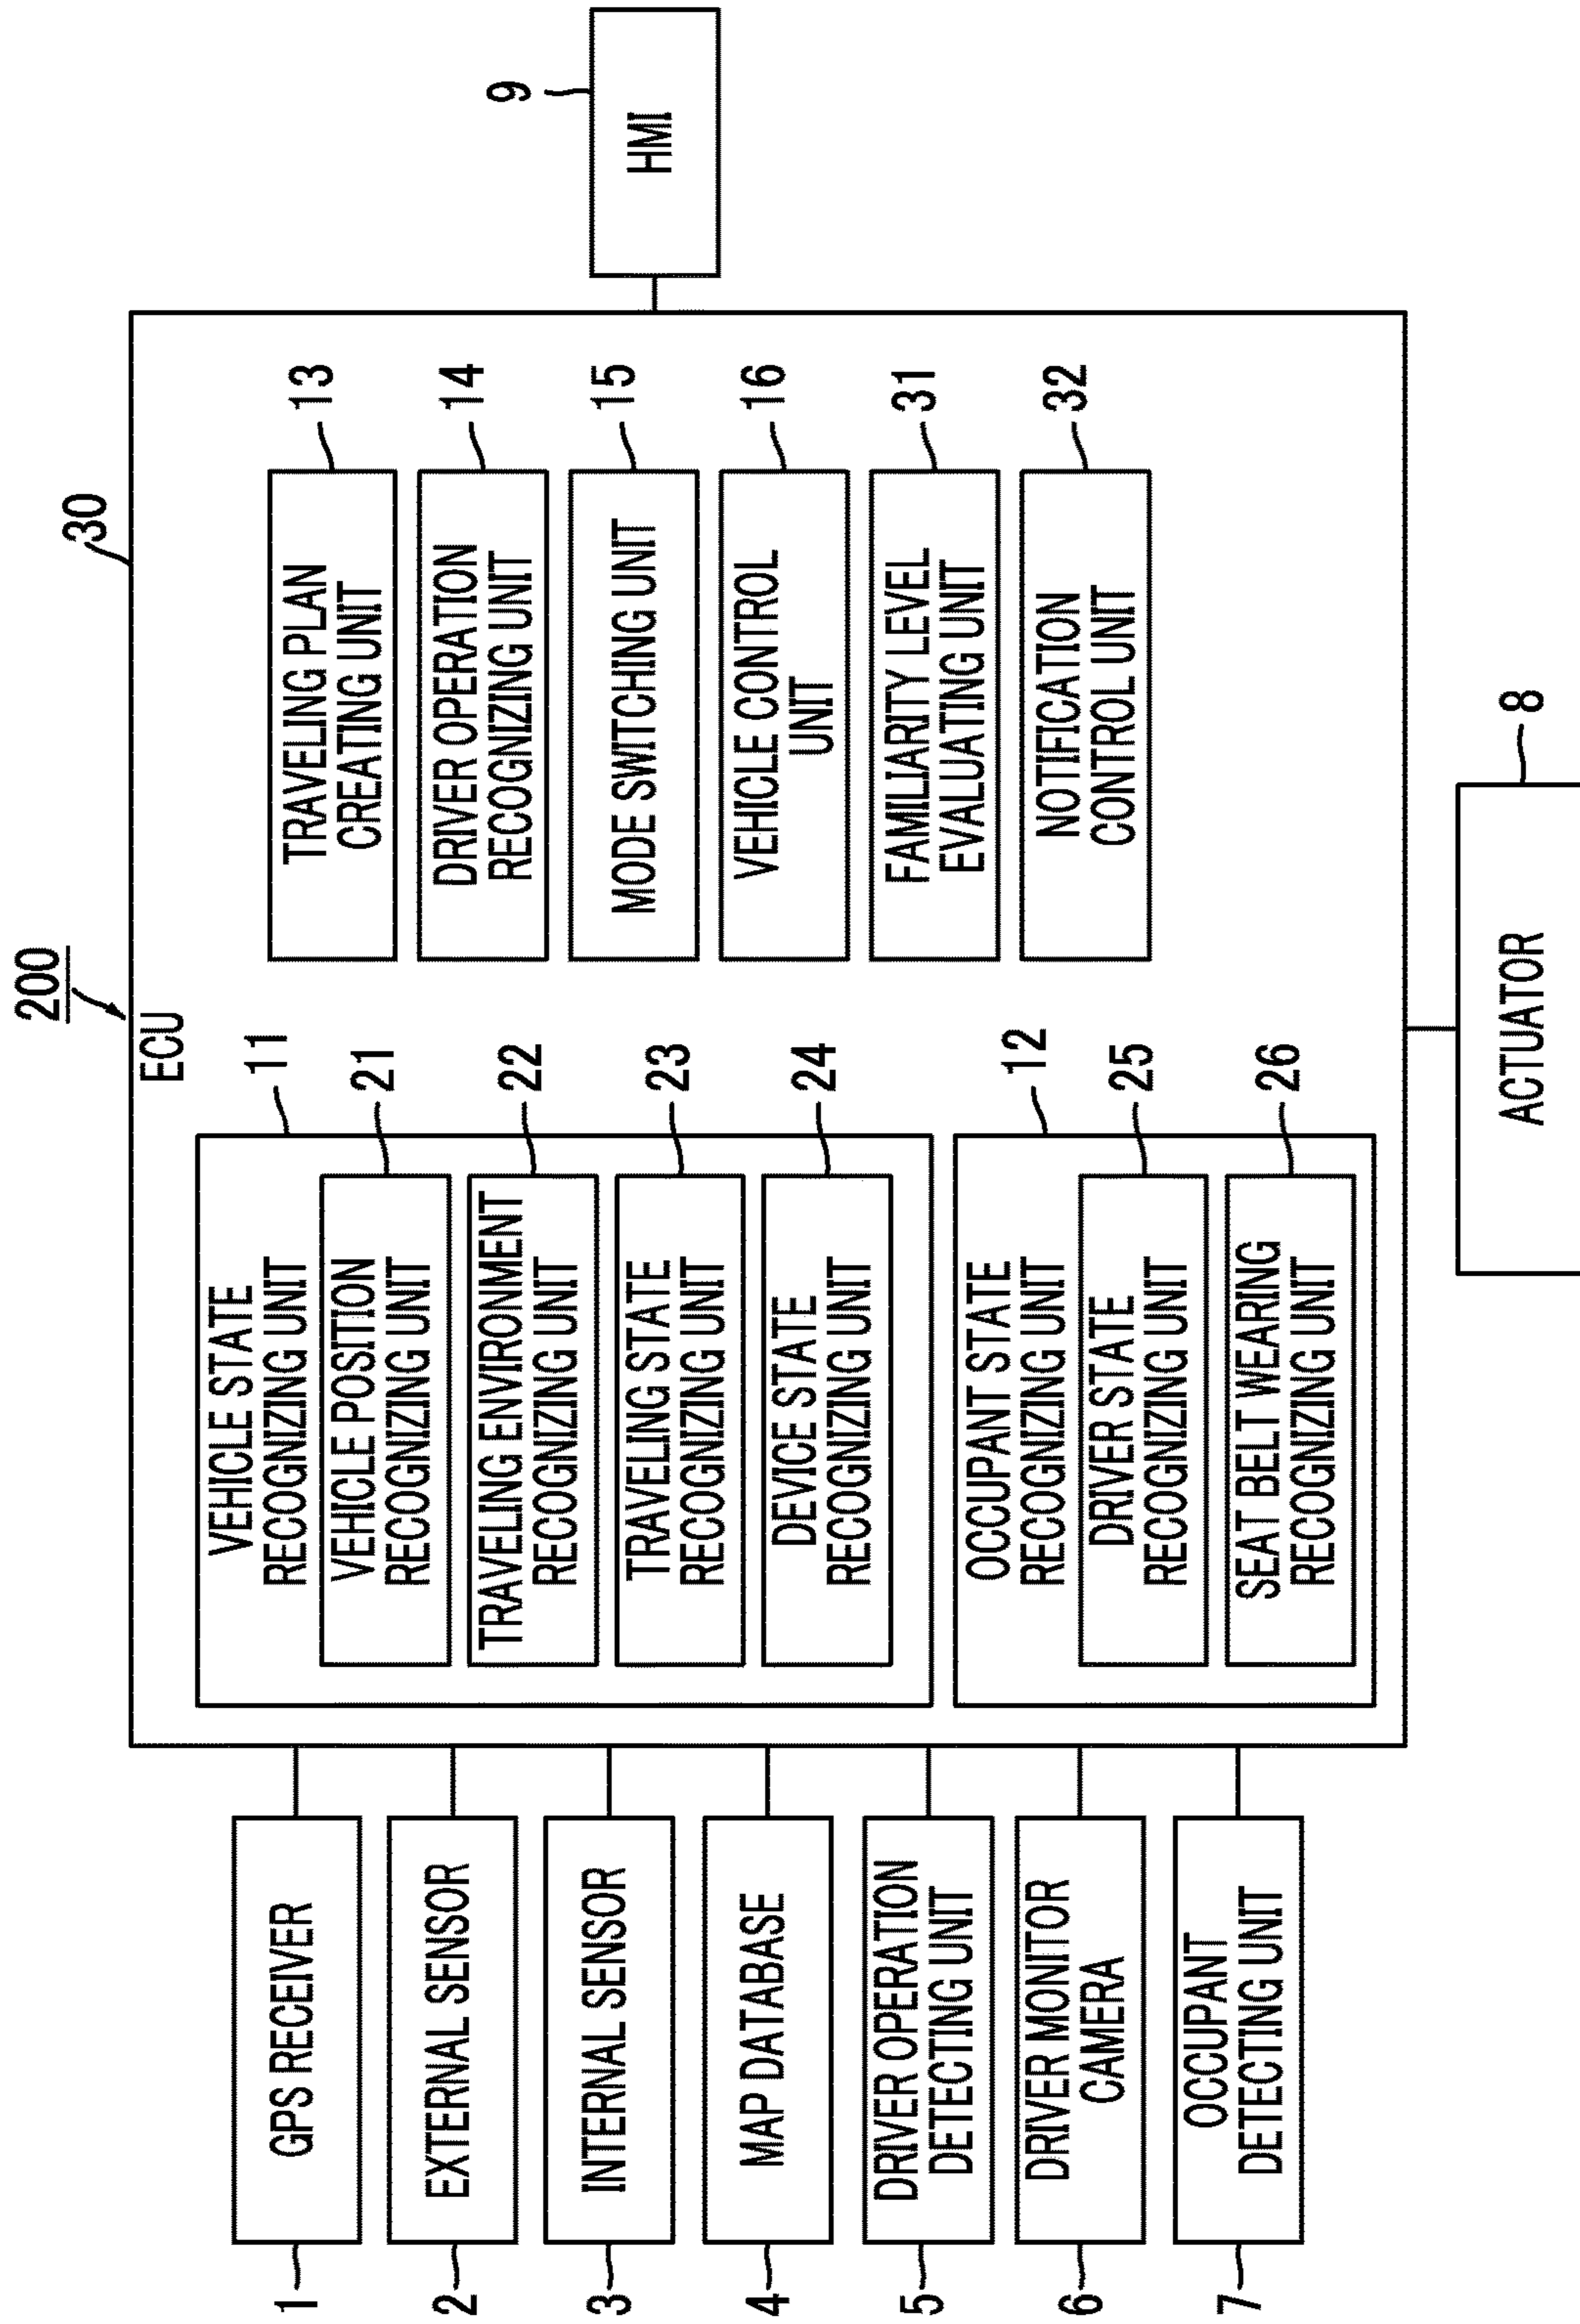 200
30
ECU
1
GPS RECEIVER
2
EXTERNAL SENSOR
3
INTERNAL SENSOR
4
MAP DATABASE
5
DRIVER OPERATION
DETECTING UNIT
6
DRIVER MONITOR
CAMERA
7
OCCUPANT
DETECTING UNIT
11
VEHICLE STATE
RECOGNIZING UNIT
21
VEHICLE POSITION
RECOGNIZING UNIT
22
TRAVELING ENVIRONMENT
RECOGNIZING UNIT
23
TRAVELING STATE
RECOGNIZING UNIT
24
DEVICE STATE
RECOGNIZING UNIT
12
OCCUPANT STATE
RECOGNIZING UNIT
25
DRIVER STATE
RECOGNIZING UNIT
26
SEAT BELT WEARING
RECOGNIZING UNIT
13
TRAVELING PLAN
CREATING UNIT
14
DRIVER OPERATION
RECOGNIZING UNIT
15
MODE SWITCHING UNIT
16
VEHICLE CONTROL
UNIT
31
FAMILIARITY LEVEL
EVALUATING UNIT
32
NOTIFICATION
CONTROL UNIT
9
HMI
8
ACTUATOR